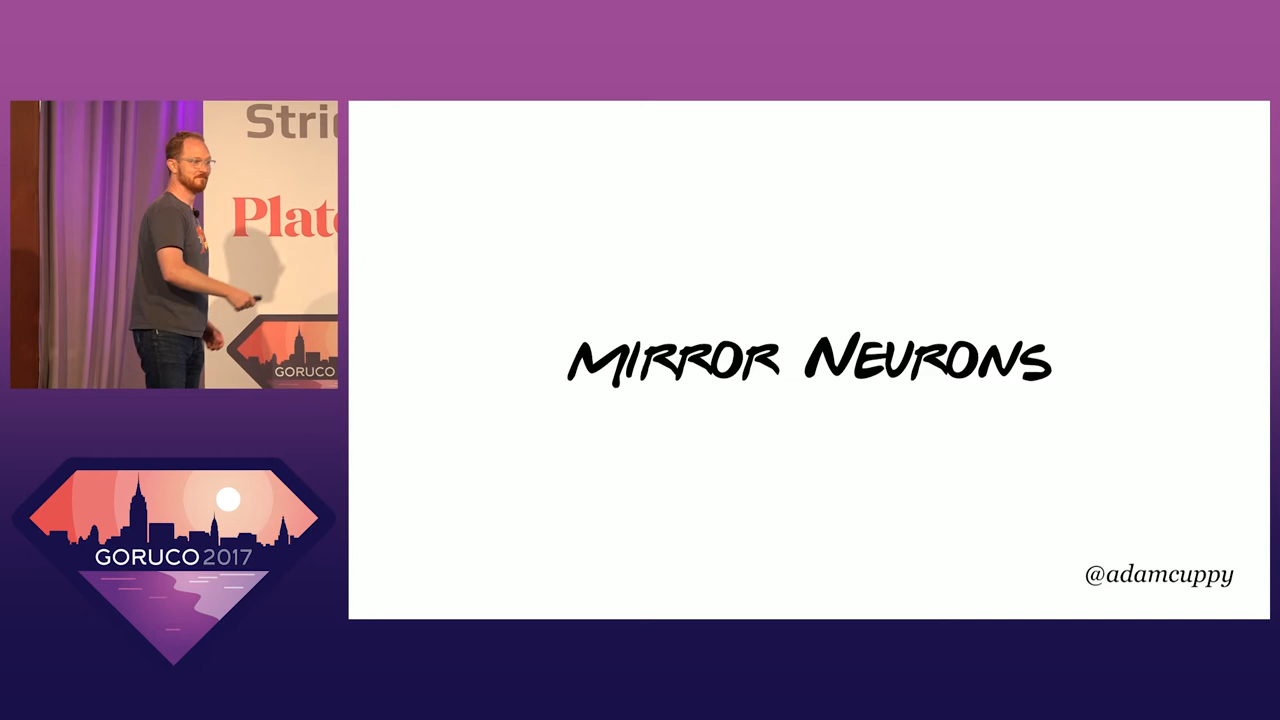 Stri
Plat
GORUCO
MIRROR NEURONS
@adamcuppy
GORUCO 2017